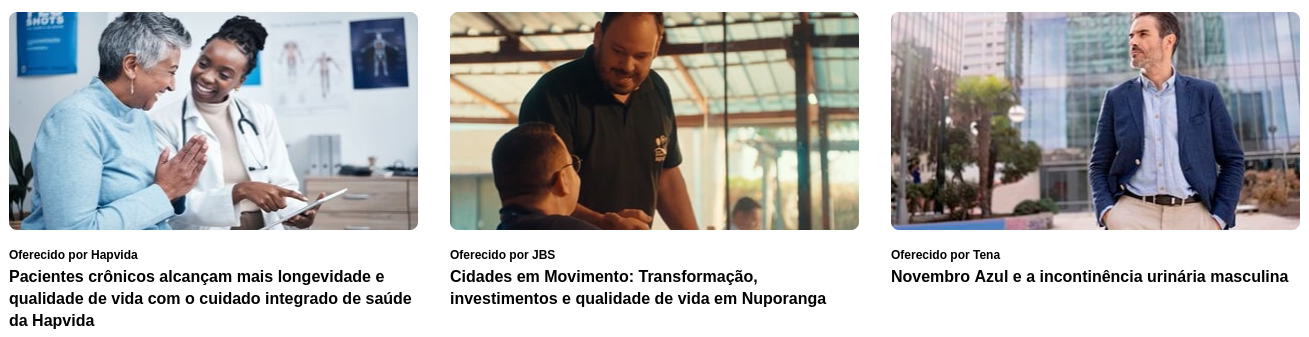 SHOTS
Oferecido por Hapvida
Pacientes crônicos alcançam mais longevidade e
qualidade de vida com o cuidado integrado de saúde
da Hapvida
Oferecido por JBS
Cidades em Movimento: Transformação,
investimentos e qualidade de vida em Nuporanga
Oferecido por Tena
Novembro Azul e a incontinência urinária masculina